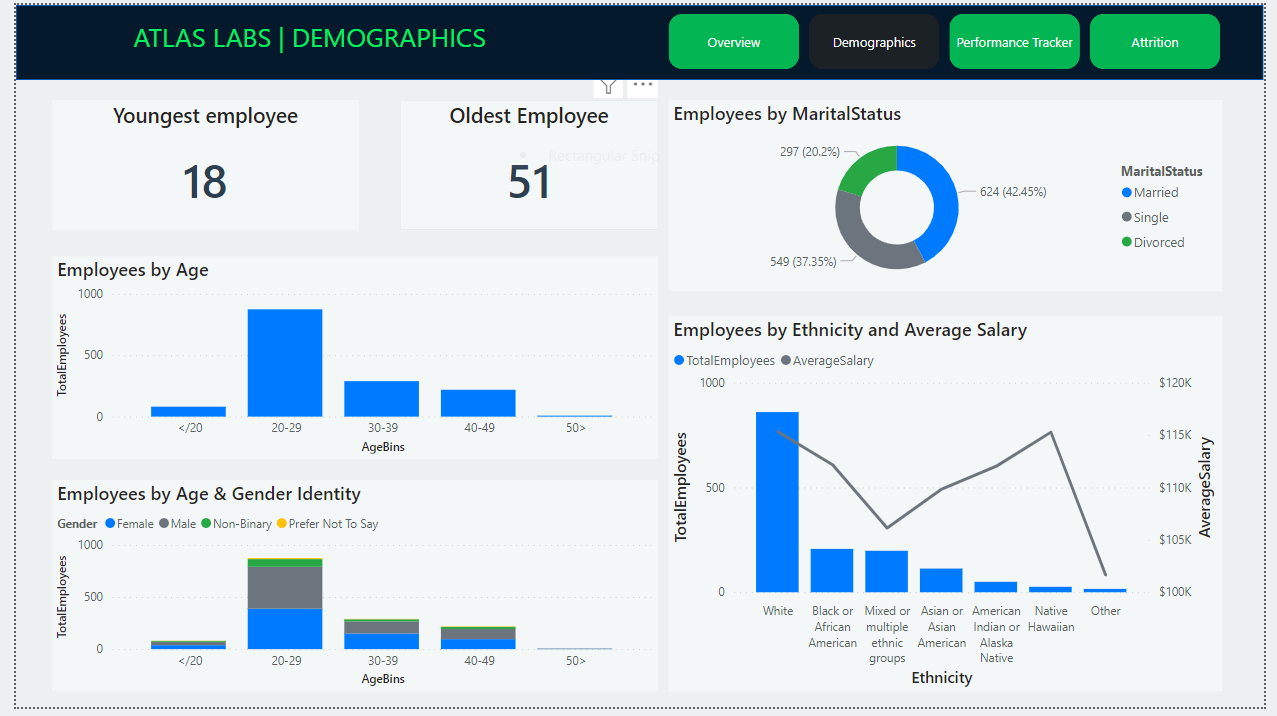 ATLAS LABS | DEMOGRAPHICS
Overview
Demographics
Performance Tracker
Attrition
Youngest employee
18
Oldest Employee
Rectangular Snip
51
Employees by MaritalStatus
297 (20.2%)
624 (42.45%)
549 (37.35%)
MaritalStatus
Married
Single
Divorced
Employees by Age
TotalEmployees
1000
500
0
</20
20-29
30-39
40-49
50>
AgeBins
Employees by Age & Gender Identity
Gender Female Male Non-Binary Prefer Not To Say
TotalEmployees
1000
500
0
</20
20-29
30-39
40-49
50>
AgeBins
Employees by Ethnicity and Average Salary
TotalEmployees AverageSalary
TotalEmployees
1000
500
0
$120K
$115K
$110K
$105K
$100K
AverageSalary
White
Black or
African
American
Mixed or
multiple
ethnic
groups
Asian or
Asian
American
American
Indian or
Alaska
Native
Native
Hawaiian
Other
Ethnicity